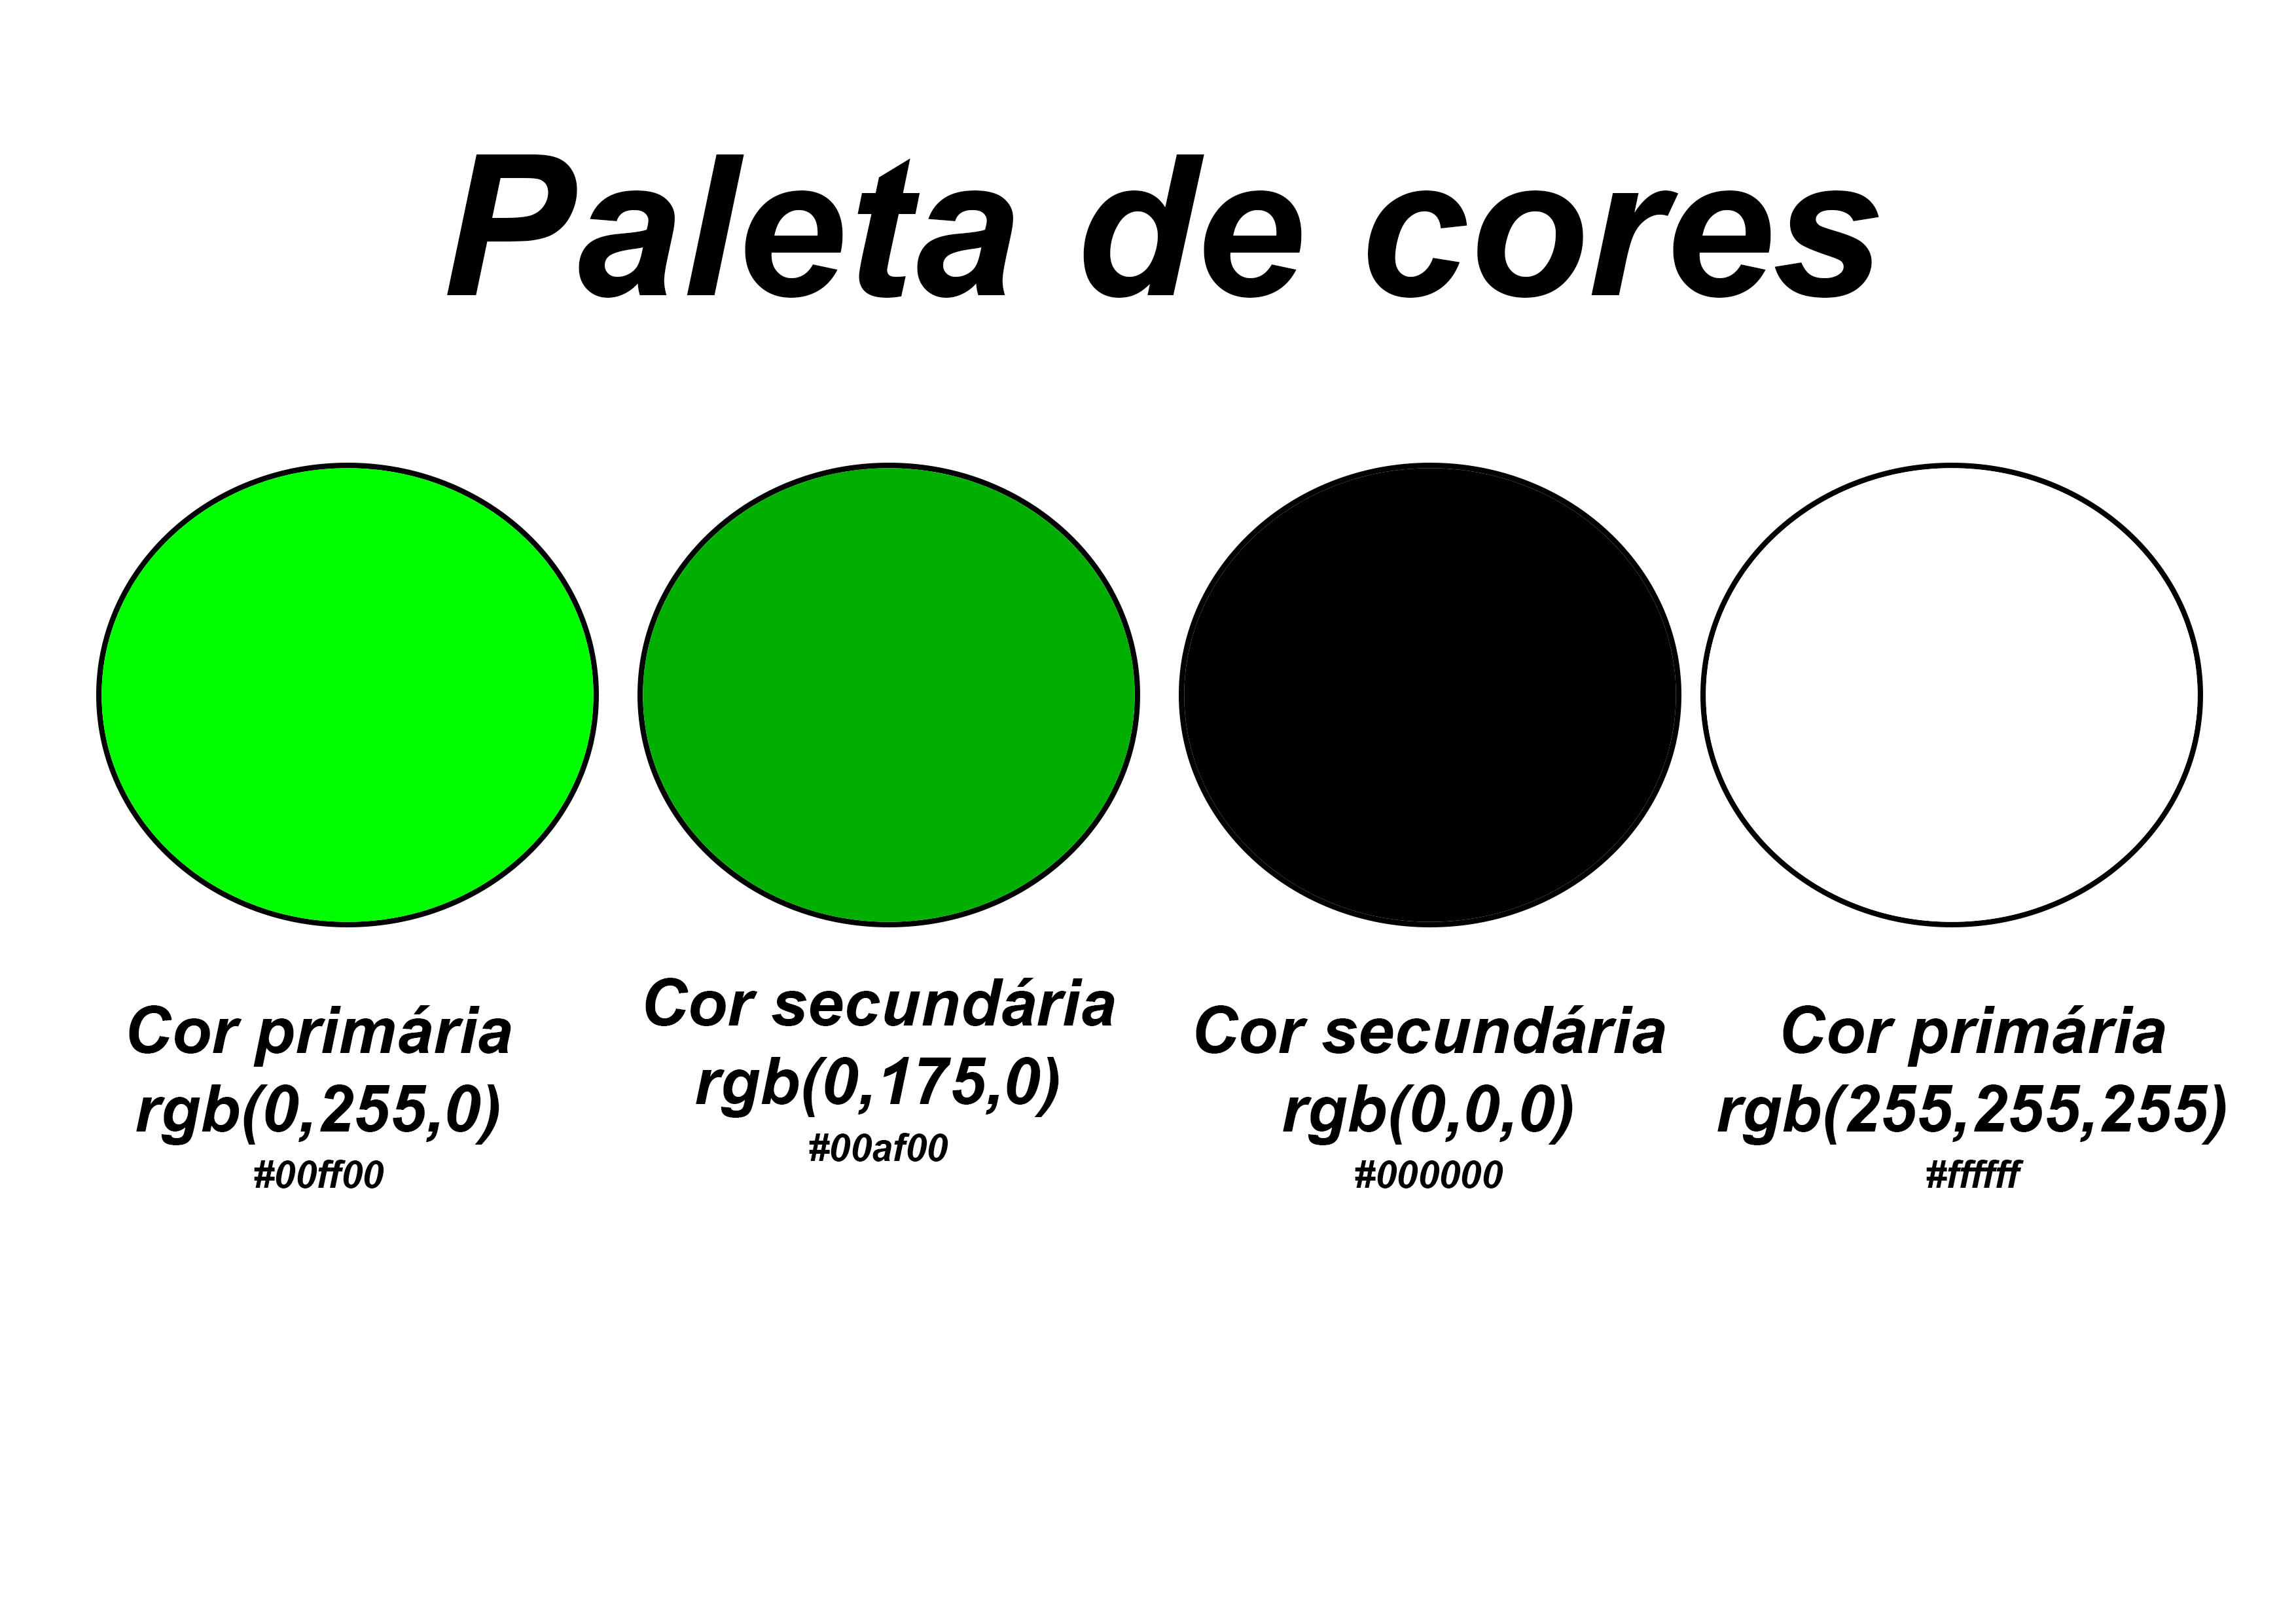 Paleta de cores
Cor primária
rgb(0,255,0)
#00ff00
Cor secundária
rgb(0,175,0)
#00af00
Cor secundária
rgb(0,0,0)
#000000
Cor primária
rgb(255,255,255)
#ffffff